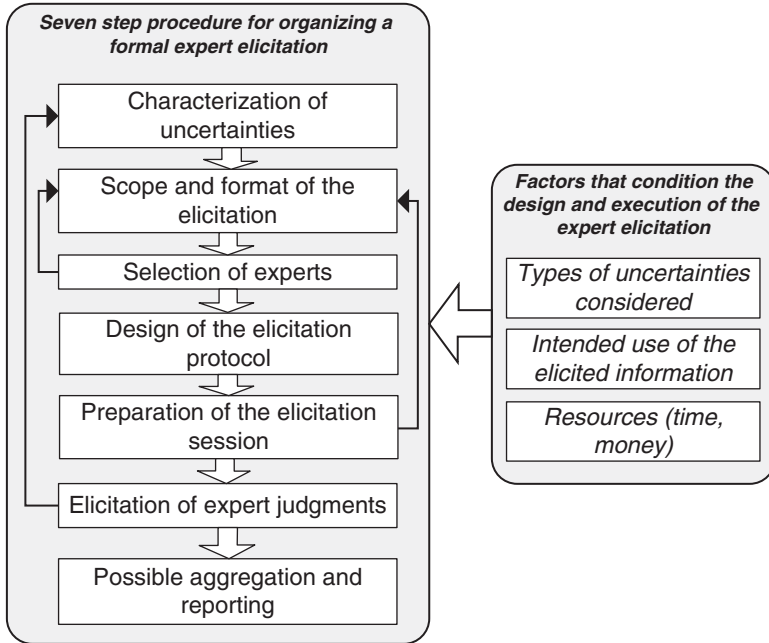 Seven step procedure for organizing a
formal expert elicitation
Characterization of
uncertainties
Scope and format of the
elicitation
Selection of experts
Design of the elicitation
protocol
Preparation of the elicitation
session
Elicitation of expert judgments
Possible aggregation and
reporting
Factors that condition the
design and execution of the
expert elicitation
Types of uncertainties
considered
Intended use of the
elicited information
Resources (time,
money)